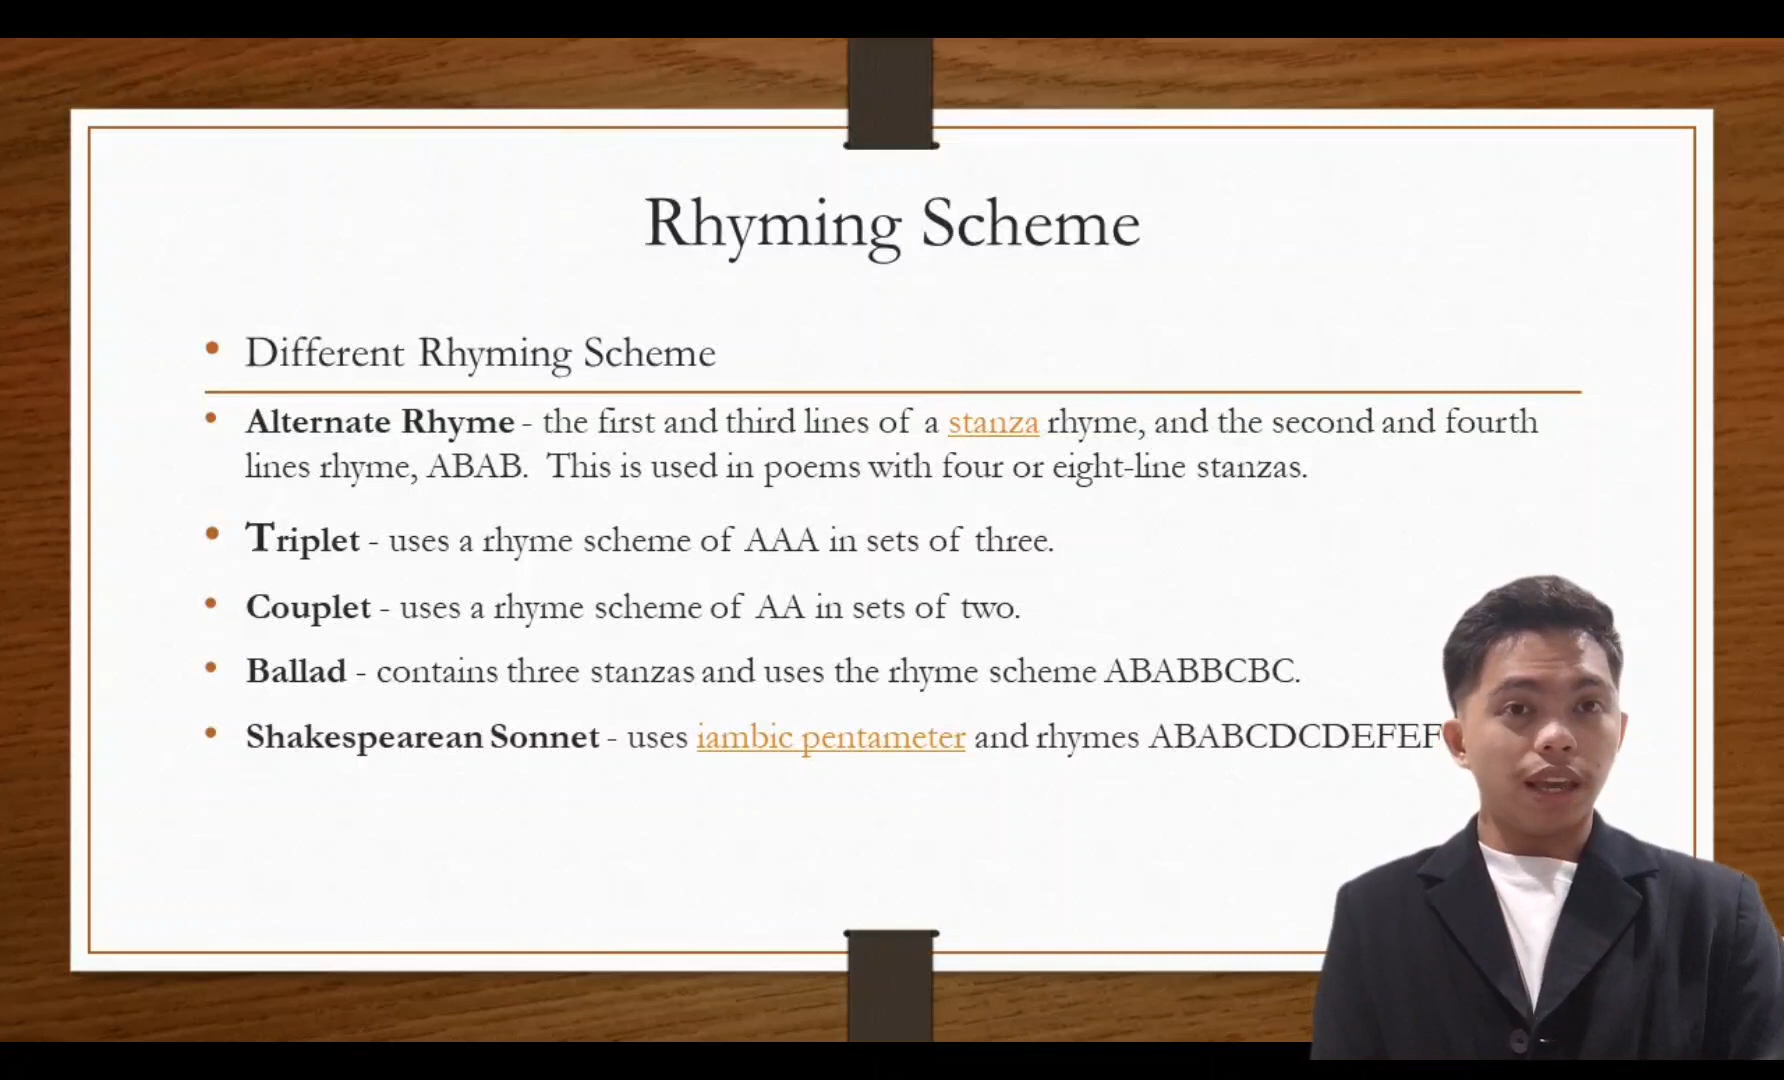 Rhyming Scheme
• Different Rhyming Scheme
• Alternate Rhyme - the first and third lines of a stanza rhyme, and the second and fourth
lines rhyme, ABAB. This is used in poems with four or eight-line stanzas.
• Triplet - uses a rhyme scheme of AAA in sets of three.
• Couplet - uses a rhyme scheme of AA in sets of two.
• Ballad - contains three stanzas and uses the rhyme scheme ABABBCBC.
• Shakespearean Sonnet - uses iambic pentameter and rhymes ABABCDCDEFEF